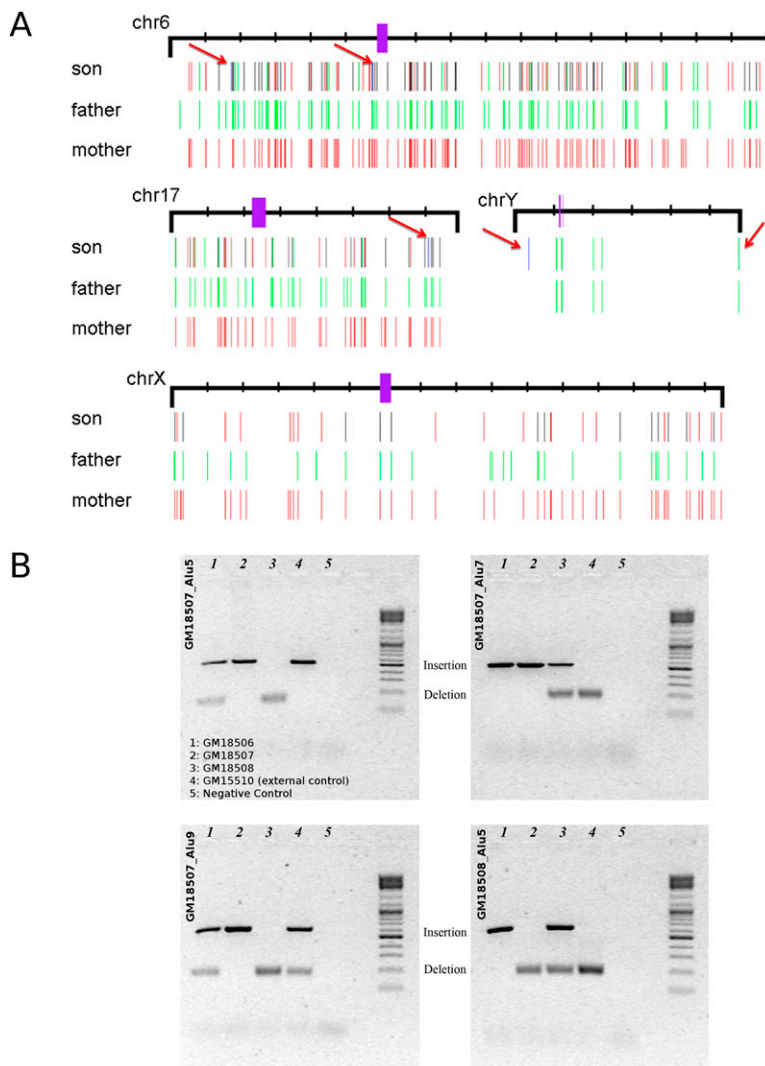 A
chr6
son
father
mother
chr17
chrY
son
father
mother
chrX
son
father
mother
B
GM18507_Alu5
1 2 3 4 5
1: GM18506
2: GM18507
3: GM18508
4: GM15510 (external control)
5: Negative Control
Insertion
Deletion
GM18507_Alu7
1 2 3 4 5
GM18507_Alu9
1 2 3 4 5
Insertion
Deletion
GM18508_Alu5
1 2 3 4 5